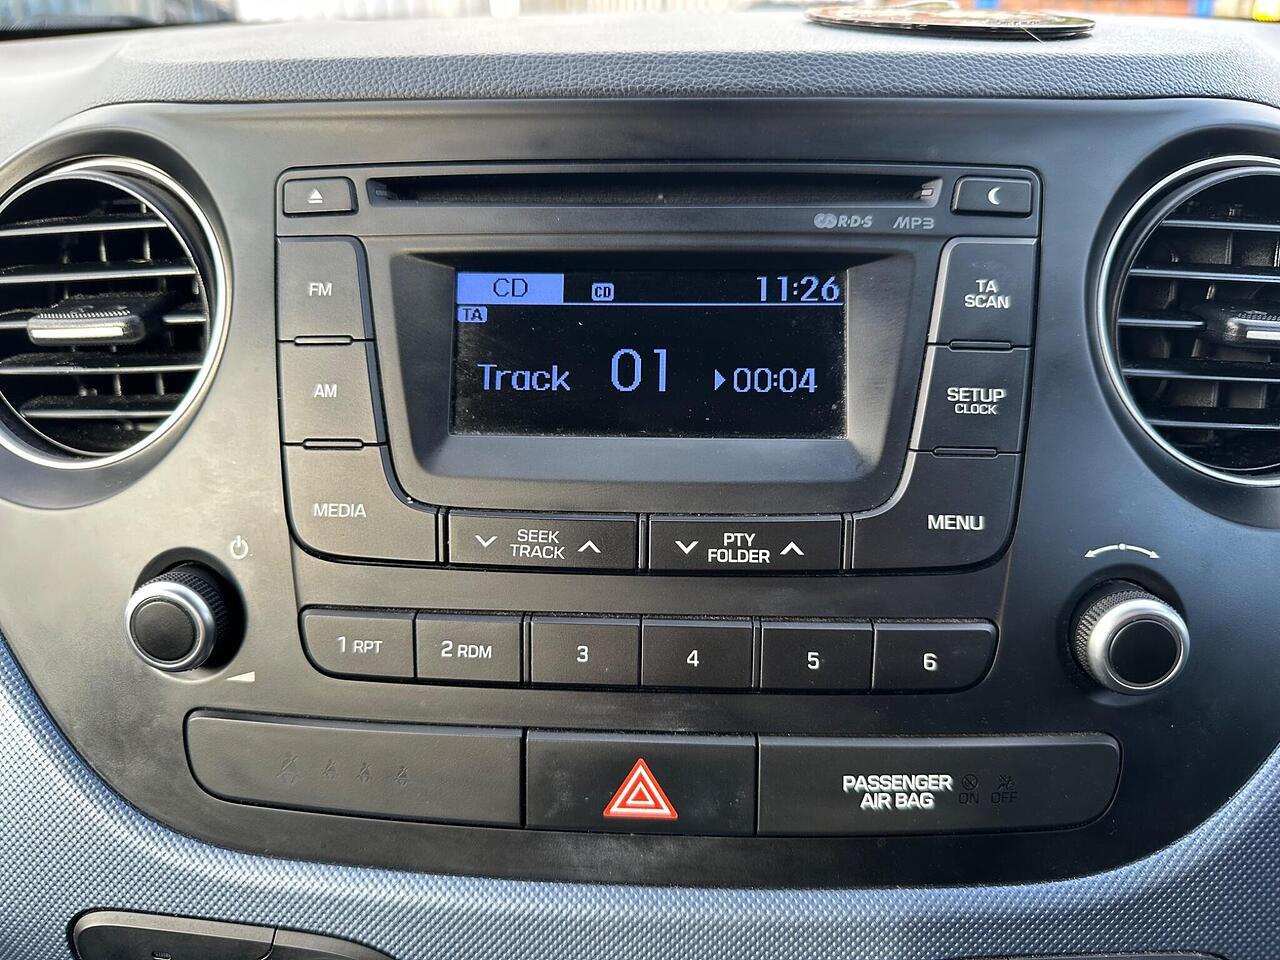 R·D·S MP3
FM
CD CD 11:26
TA
SCAN
TA
Track 01 00:04
AM
SETUP
CLOCK
MEDIA
SEEK
TRACK
PTY
FOLDER
MENU
1 RPT 2 RDM 3 4 5 6
PASSENGER
AIR BAG
ON OFF